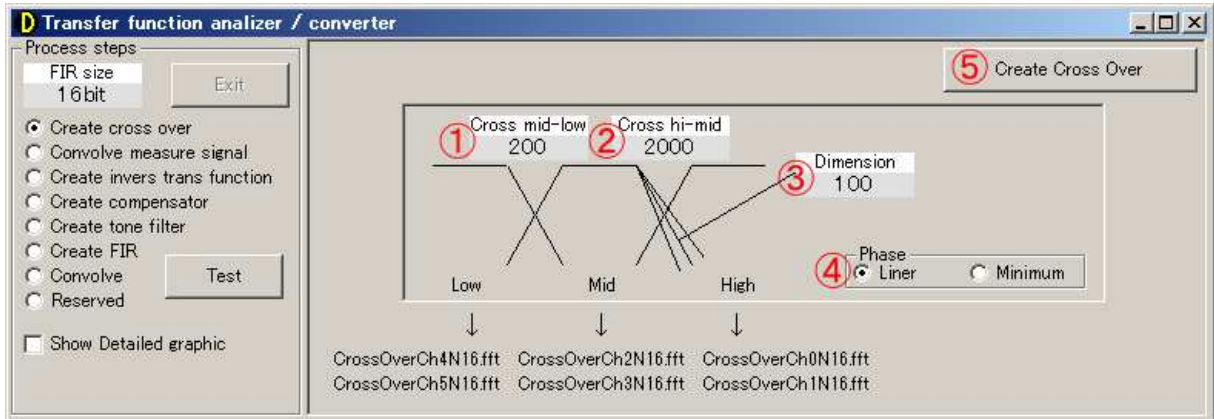 D Transfer function analizer / converter
Process steps
FIR size
16bit
Exit
Create cross over
Convolve measure signal
Create invers trans function
Create compensator
Create tone filter
Create FIR
Convolve
Reserved
Test
Show Detailed graphic
⑤ Create Cross Over
① Cross mid-low
200
② Cross hi-mid
2000
③ Dimension
100
④ Phase
Liner
Minimum
Low Mid High
↓ ↓ ↓
CrossOverCh4N16.fft CrossOverCh2N16.fft CrossOverCh0N16.fft
CrossOverCh5N16.fft CrossOverCh3N16.fft CrossOverCh1N16.fft